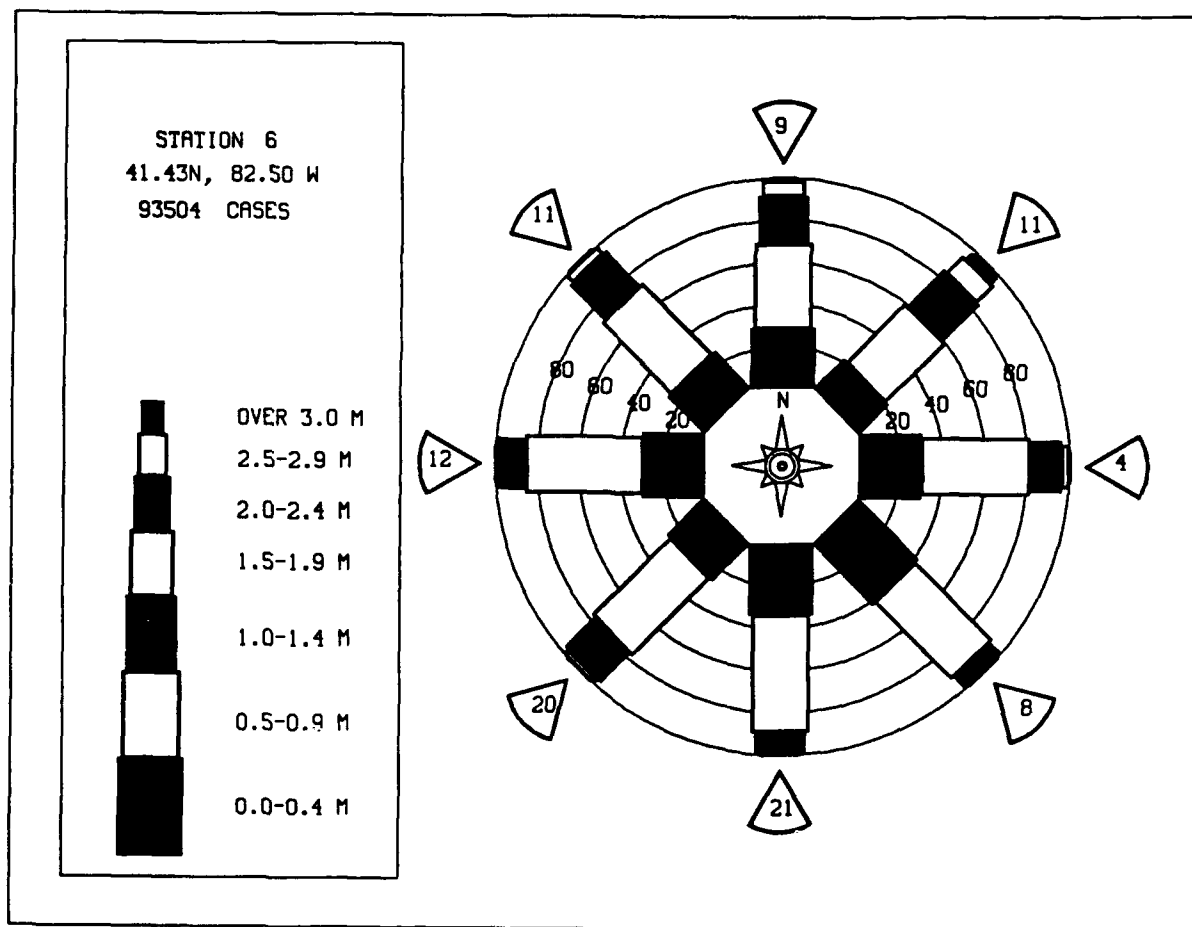 STATION 6
41.43N, 82.50 W
93504 CASES
OVER 3.0 M
2.5-2.9 M
2.0-2.4 M
1.5-1.9 M
1.0-1.4 M
0.5-0.9 M
0.0-0.4 M
9
11
11
80
60
40
20
N
20
40
60
80
12
4
20
8
21